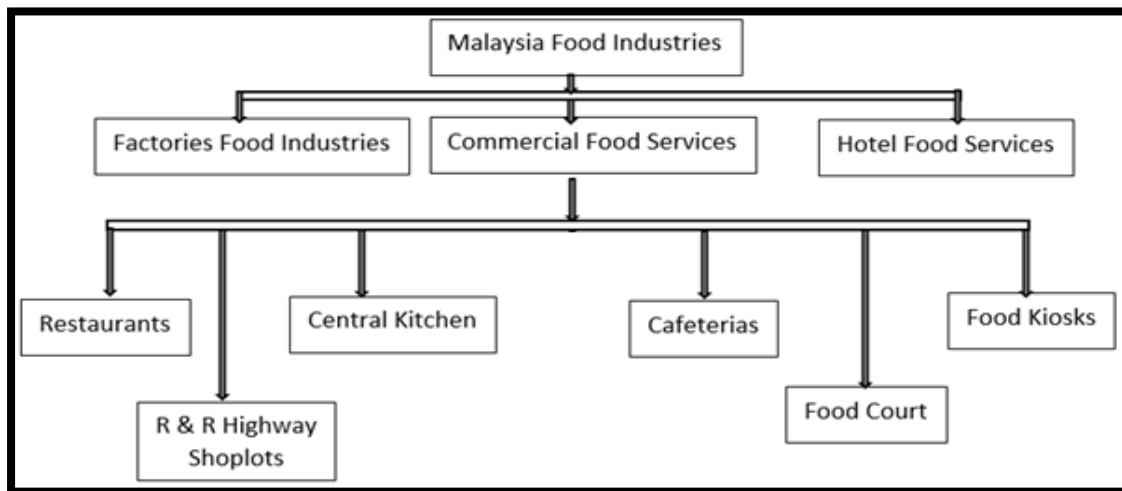 Malaysia Food Industries
Factories Food Industries
Commercial Food Services
Hotel Food Services
Restaurants
Central Kitchen
Cafeterias
Food Kiosks
R & R Highway
Shoplots
Food Court